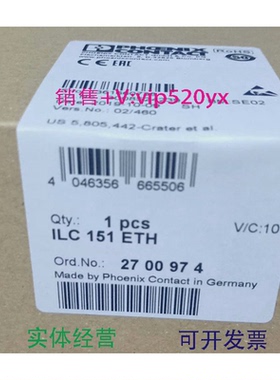 PHOENIX
CONTACT
RoHS
CE EAC
销售+V:vip520yx
SE02
Vers.No.: 02/460
US 5,805,442-Crater et al.
4 046356 665506
Qty.: 1 pcs
V/C:10
ILC 151 ETH
Ord.No.: 27 00 97 4
Made by Phoenix Contact in Germany
实体经营
可开发票